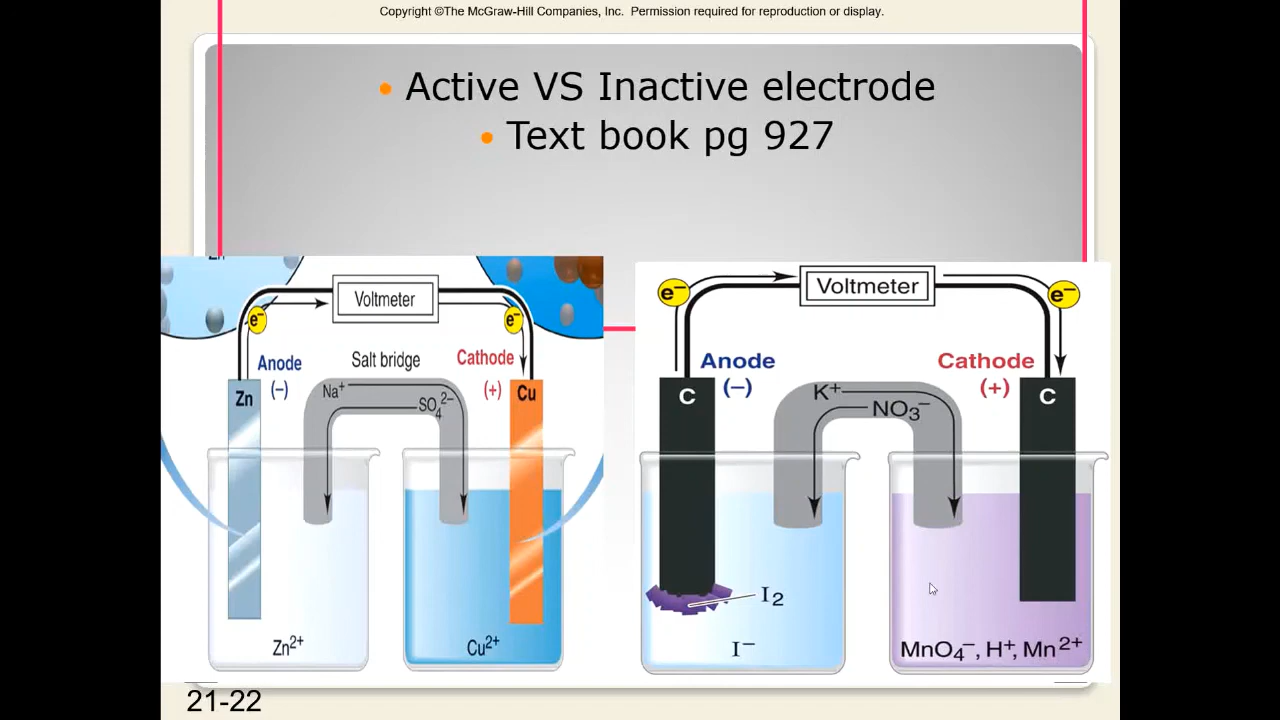 Copyright ©The McGraw-Hill Companies, Inc. Permission required for reproduction or display.
• Active VS Inactive electrode
• Text book pg 927
Voltmeter
e–
e–
Anode
(–)
Salt bridge
Cathode
(+)
Zn
Na+
SO4 2–
Cu
Zn2+
Cu2+
Voltmeter
e–
e–
Anode
(–)
Cathode
(+)
C
K+
NO3–
C
I2
I–
MnO4–, H+, Mn2+
21-22